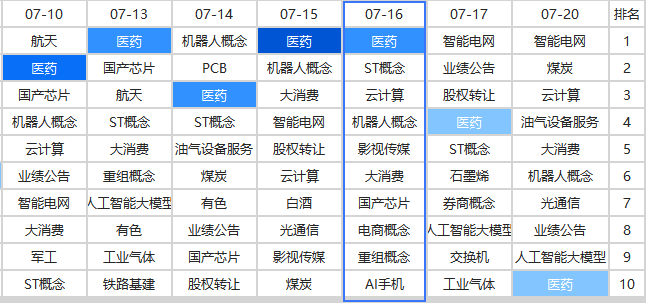 07-10 07-13 07-14 07-15 07-16 07-17 07-20 排名
航天 医药 机器人概念 医药 医药 智能电网 智能电网 1
医药 国产芯片 PCB 机器人概念 ST概念 业绩公告 煤炭 2
国产芯片 航天 医药 大消费 云计算 股权转让 云计算 3
机器人概念 ST概念 ST概念 智能电网 机器人概念 医药 油气设备服务 4
云计算 大消费 油气设备服务 股权转让 影视传媒 ST概念 大消费 5
业绩公告 重组概念 煤炭 云计算 大消费 石墨烯 机器人概念 6
智能电网 人工智能大模型 有色 白酒 国产芯片 券商概念 光通信 7
大消费 有色 业绩公告 光通信 电商概念 人工智能大模型 业绩公告 8
军工 工业气体 国产芯片 影视传媒 重组概念 交换机 人工智能大模型 9
ST概念 铁路基建 股权转让 煤炭 AI手机 工业气体 医药 10